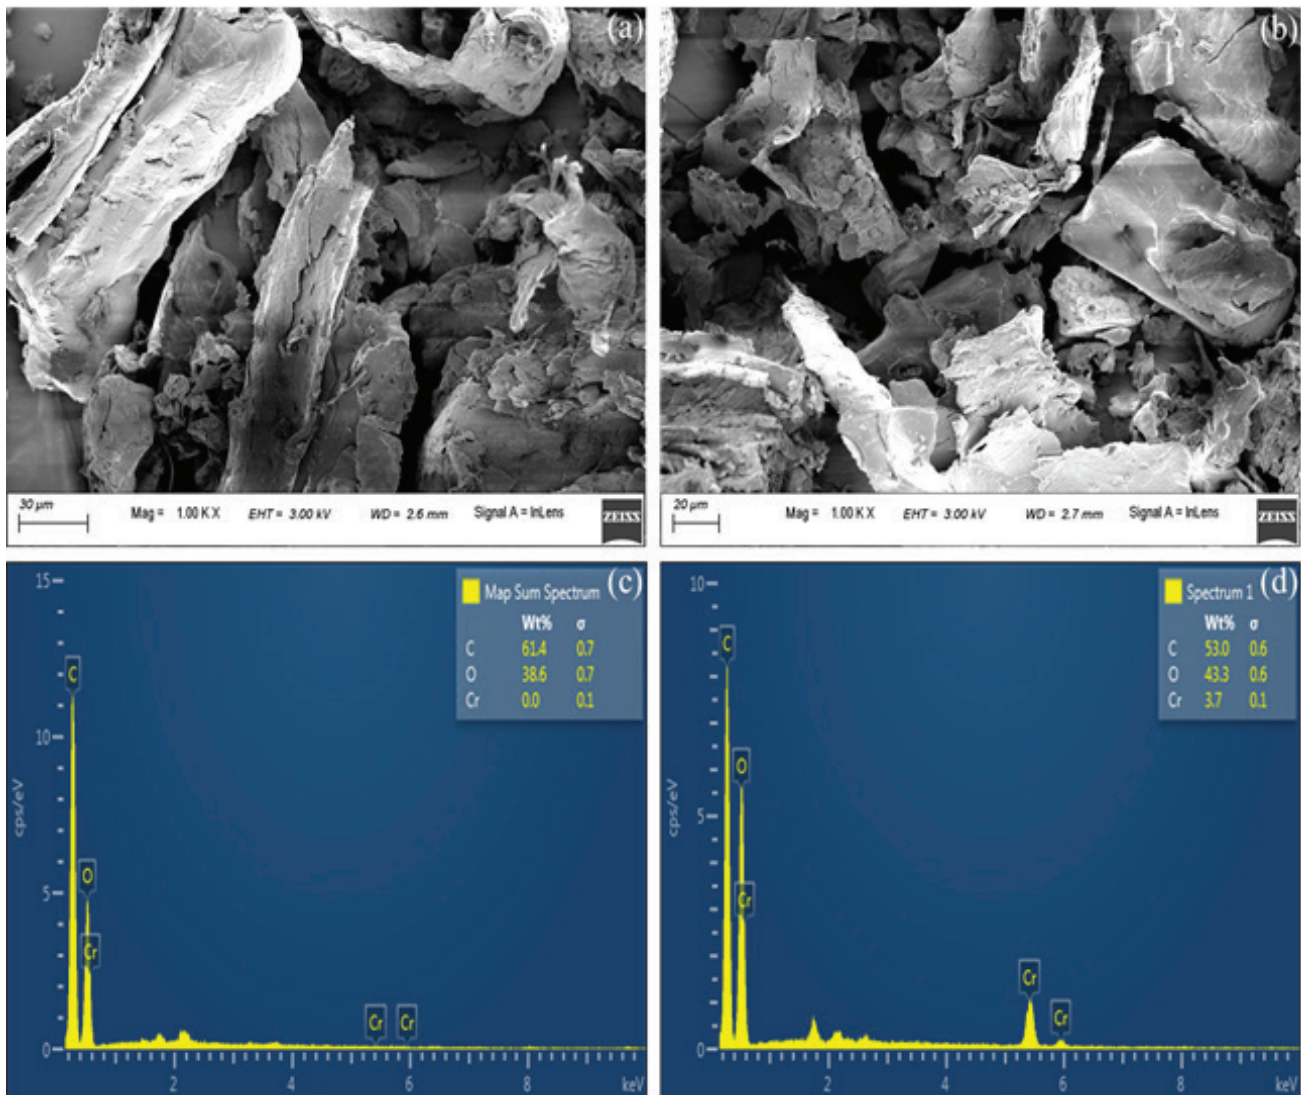 (a)
30 µm
Mag = 1.00 K X EHT = 3.00 kV WD = 2.6 mm Signal A = InLens
ZEISS
(b)
20 µm
Mag = 1.00 K X EHT = 3.00 kV WD = 2.7 mm Signal A = InLens
ZEISS
(c)
Map Sum Spectrum
Wt% σ
C 61.4 0.7
O 38.6 0.7
Cr 0.0 0.1
15
10
5
0
cps/eV
C
O
Cr
Cr Cr
2 4 6 8 keV
(d)
Spectrum 1
Wt% σ
C 53.0 0.6
O 43.3 0.6
Cr 3.7 0.1
10
5
0
cps/eV
C
O
Cr
Cr
Cr
2 4 6 8 keV